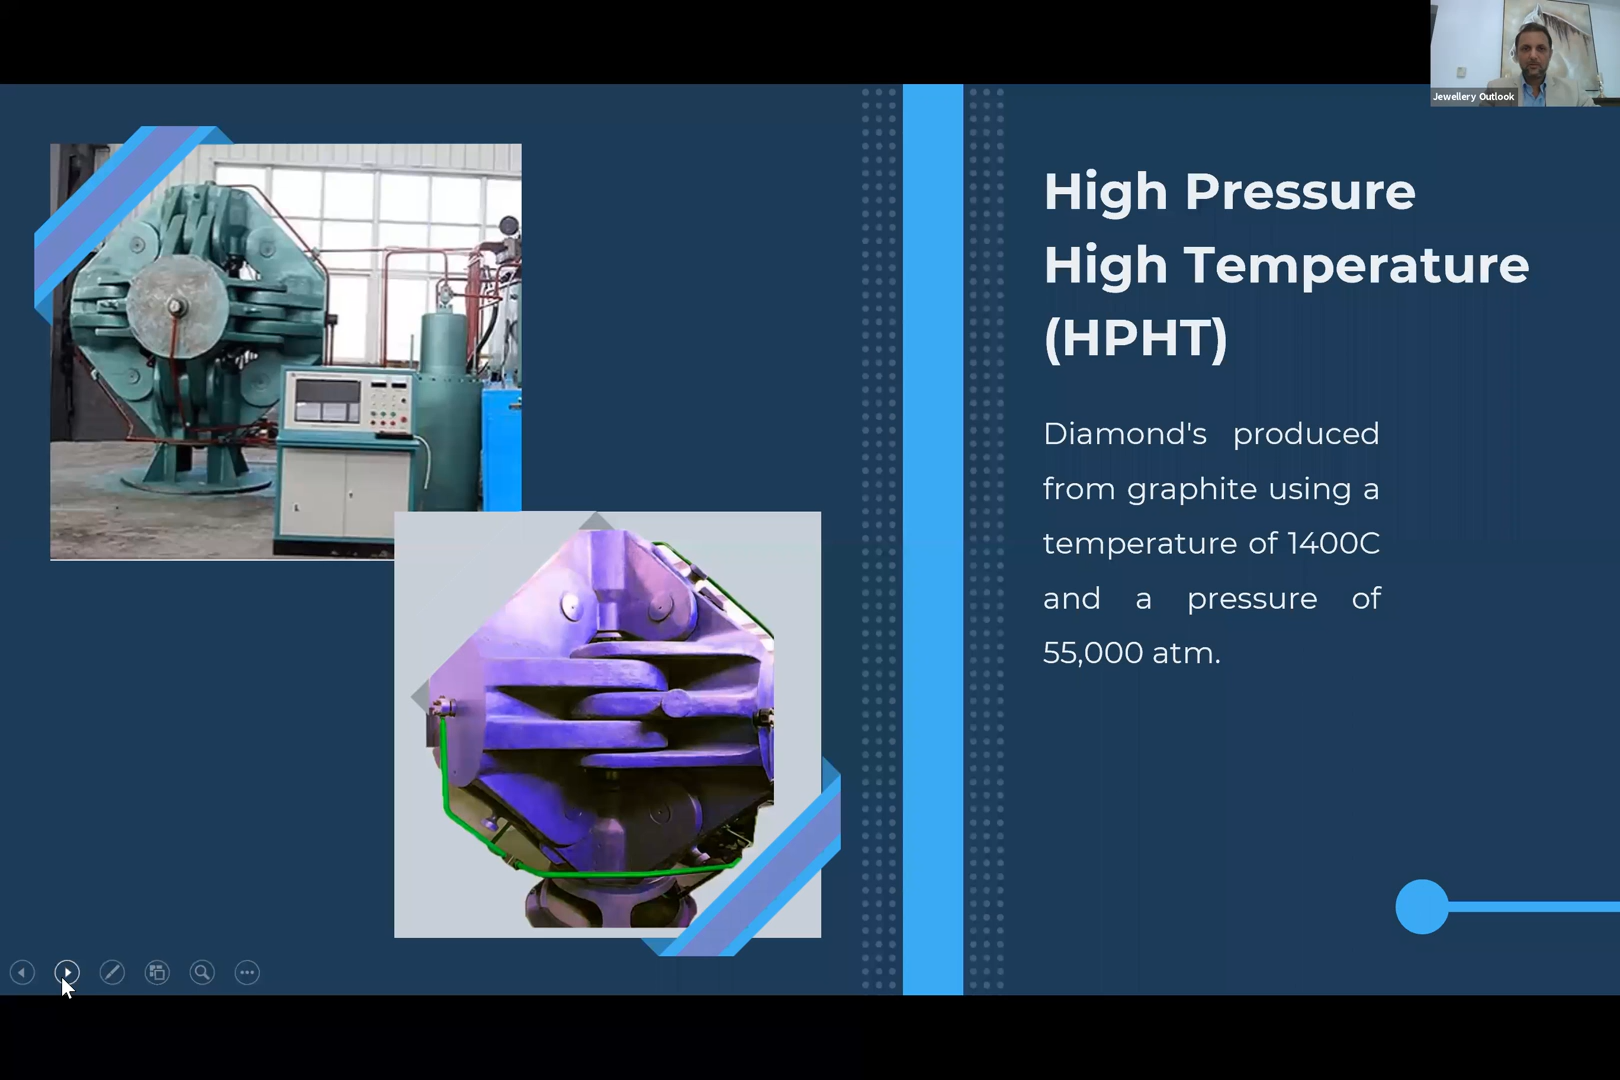 Jewellery Outlook
High Pressure
High Temperature
(HPHT)
Diamond's produced
from graphite using a
temperature of 1400C
and a pressure of
55,000 atm.